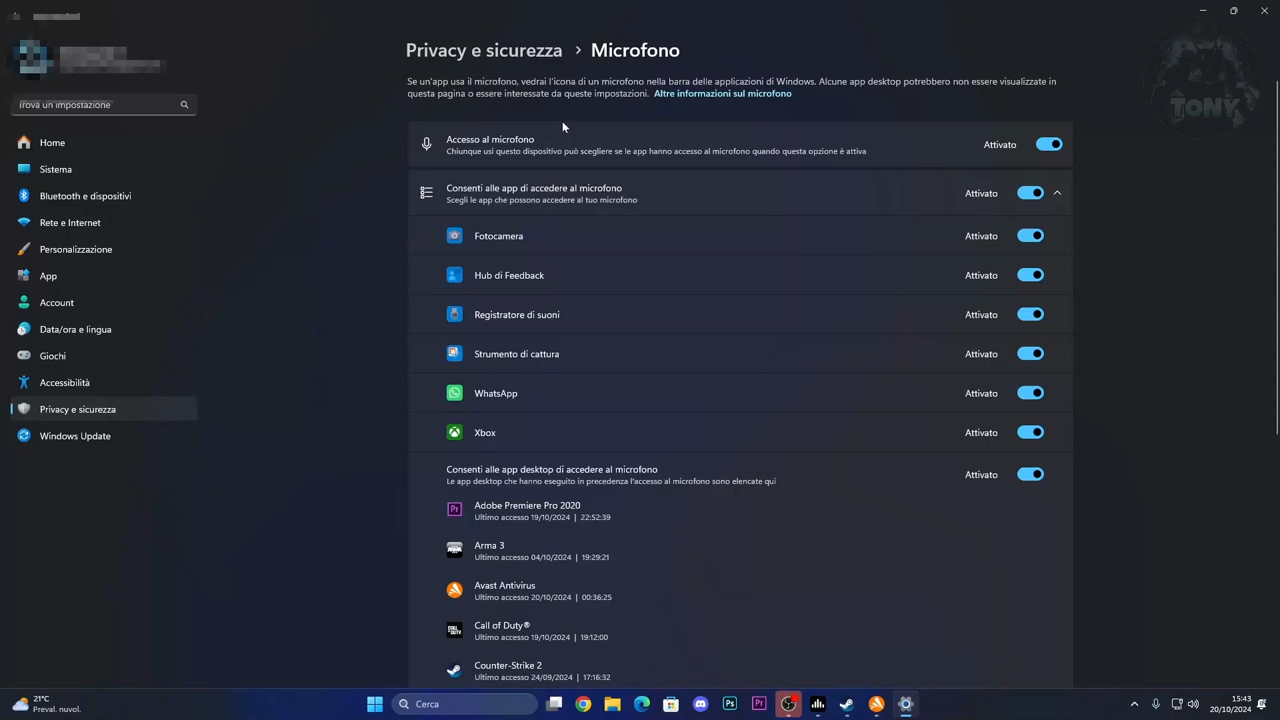 Privacy e sicurezza > Microfono
Se un'app usa il microfono, vedrai l'icona di un microfono nella barra delle applicazioni di Windows. Alcune app desktop potrebbero non essere visualizzate in
questa pagina o essere interessate da queste impostazioni. Altre informazioni sul microfono
TONY
Trova un'impostazione
Home
Sistema
Bluetooth e dispositivi
Rete e Internet
Personalizzazione
App
Account
Data/ora e lingua
Giochi
Accessibilità
Privacy e sicurezza
Windows Update
Accesso al microfono
Chiunque usi questo dispositivo può scegliere se le app hanno accesso al microfono quando questa opzione è attiva
Attivato
Consenti alle app di accedere al microfono
Scegli le app che possono accedere al tuo microfono
Attivato
Fotocamera Attivato
Hub di Feedback Attivato
Registratore di suoni Attivato
Strumento di cattura Attivato
WhatsApp Attivato
Xbox Attivato
Consenti alle app desktop di accedere al microfono
Le app desktop che hanno eseguito in precedenza l'accesso al microfono sono elencate qui
Attivato
Adobe Premiere Pro 2020
Ultimo accesso 19/10/2024 | 22:52:39
Arma 3
Ultimo accesso 04/10/2024 | 19:29:21
Avast Antivirus
Ultimo accesso 20/10/2024 | 00:36:25
Call of Duty®
Ultimo accesso 19/10/2024 | 19:12:00
Counter-Strike 2
Ultimo accesso 24/09/2024 | 17:16:32
21°C
Preval. nuvol.
Cerca
15:43
20/10/2024